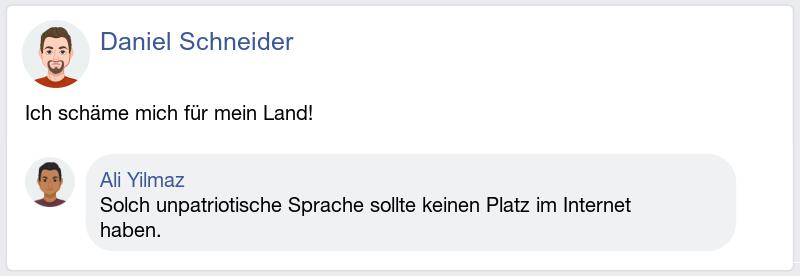 Daniel Schneider
Ich schäme mich für mein Land!
Ali Yilmaz
Solch unpatriotische Sprache sollte keinen Platz im Internet
haben.